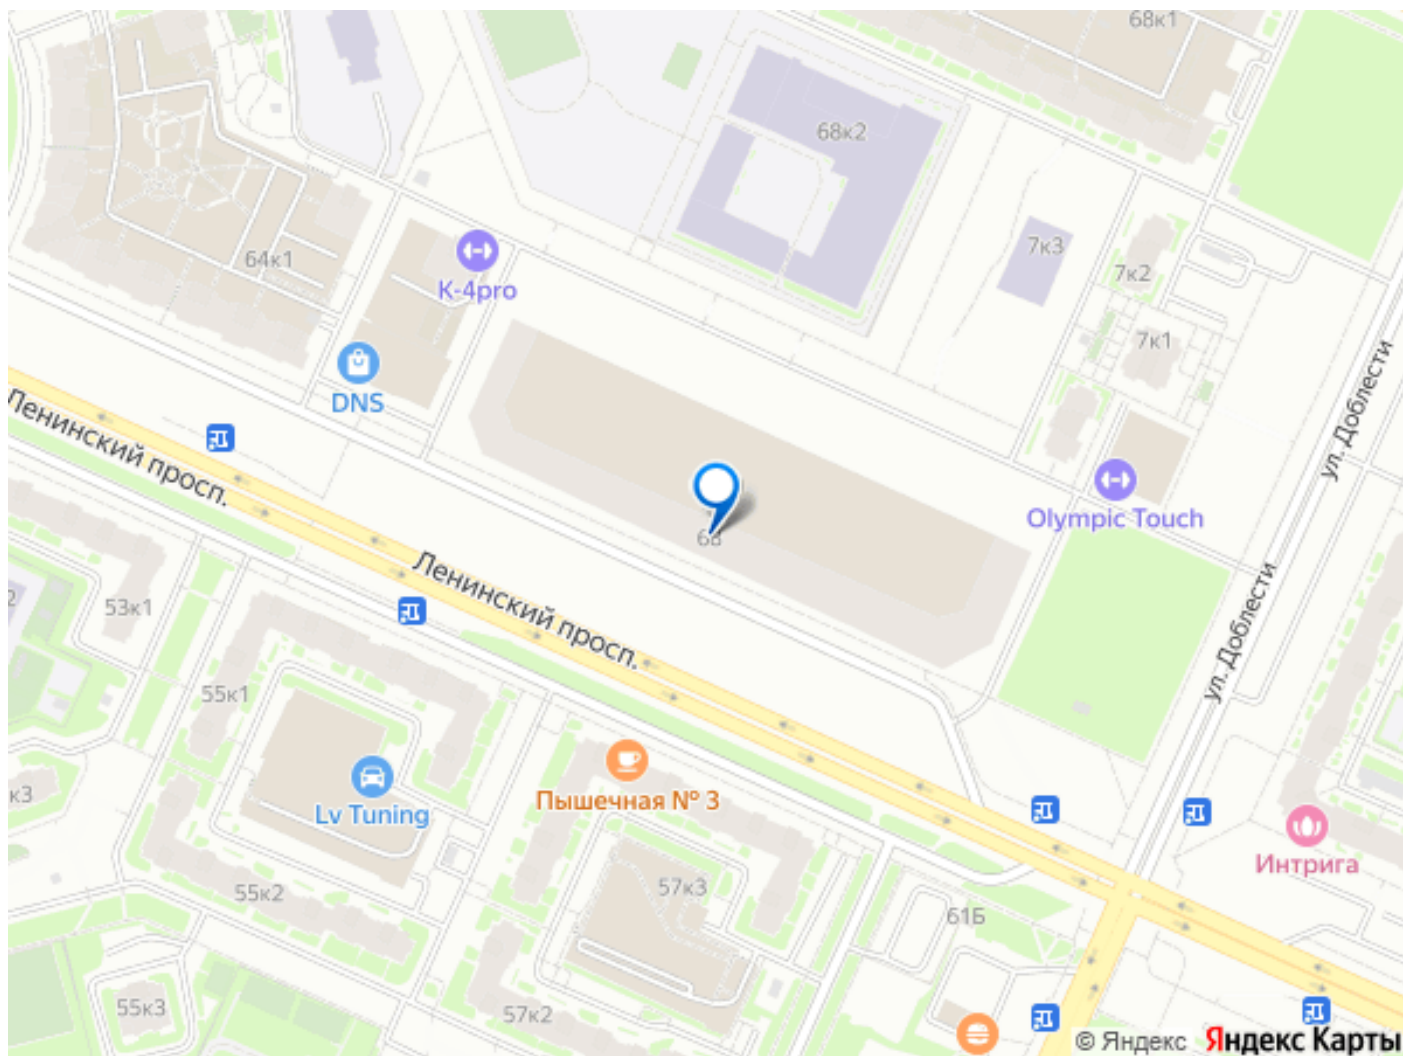 68к1
68к2
64к1
K-4pro
7к3
7к2
7к1
DNS
Ленинский просп.
ул. Доблести
Olympic Touch
68
Ленинский просп.
ул. Доблести
2
53к1
55к1
к3
Lv Tuning
Пышечная № 3
Интрига
55к2
57к3
61Б
55к3
57к2
© Яндекс Яндекс Карты